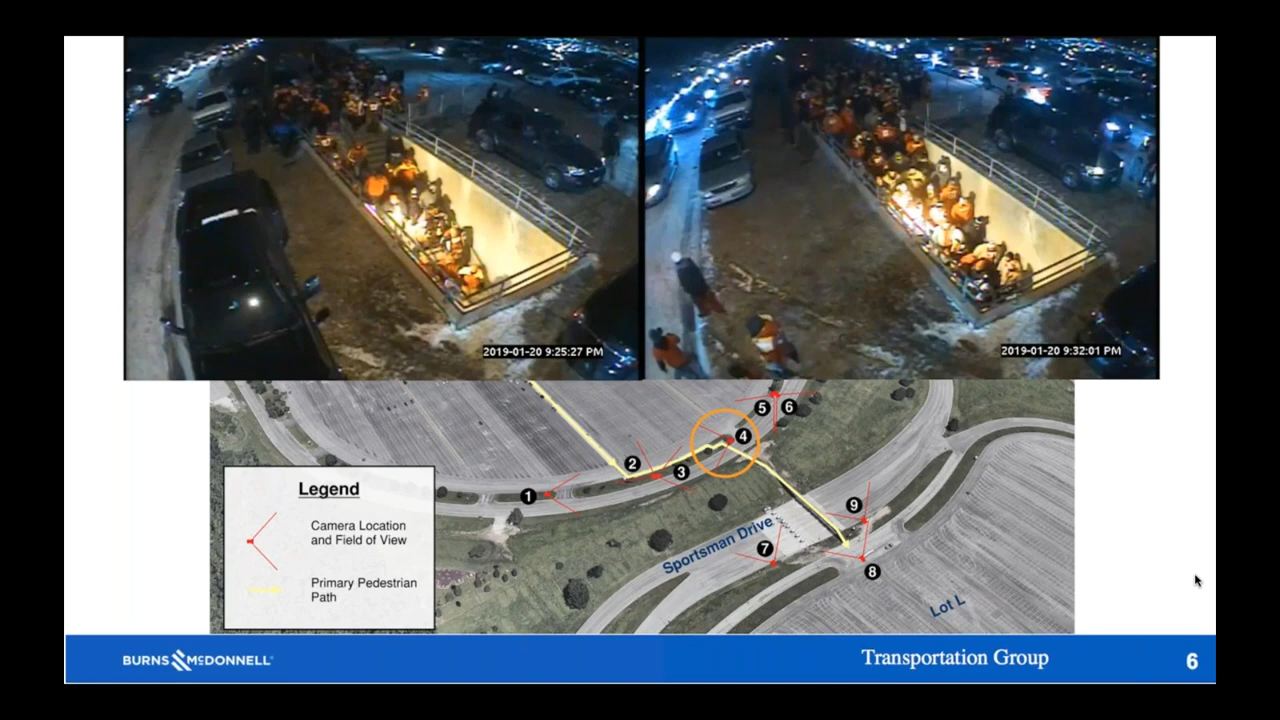 2019-01-20 9:25:27 PM
2019-01-20 9:32:01 PM
5
6
4
2
3
1
9
7
8
Sportsman Drive
Lot L
Legend
Camera Location
and Field of View
Primary Pedestrian
Path
BURNS MCDONNELL
Transportation Group
6